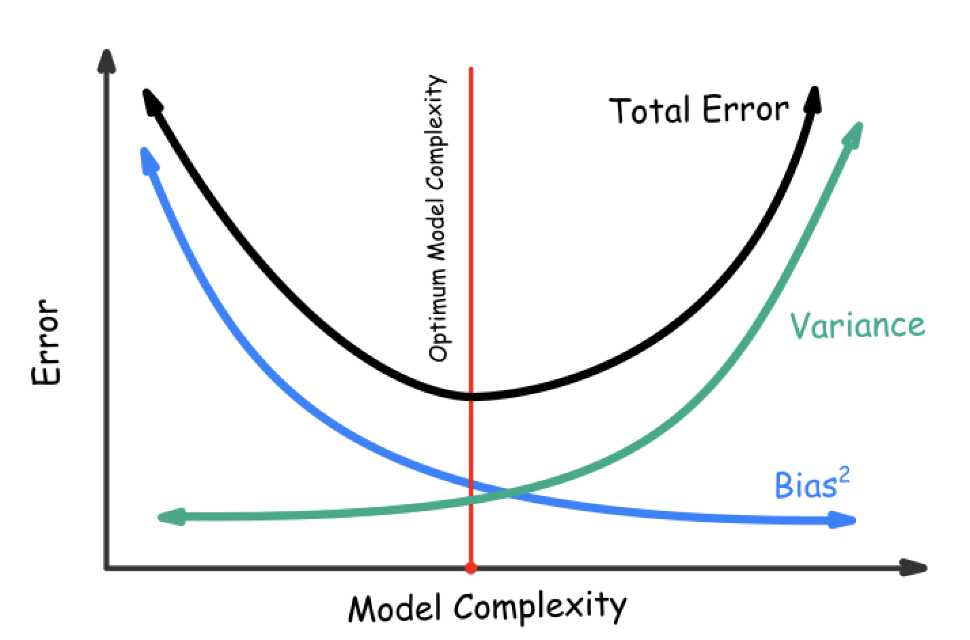 Total Error
Optimum Model Complexity
Variance
Error
Bias²
Model Complexity